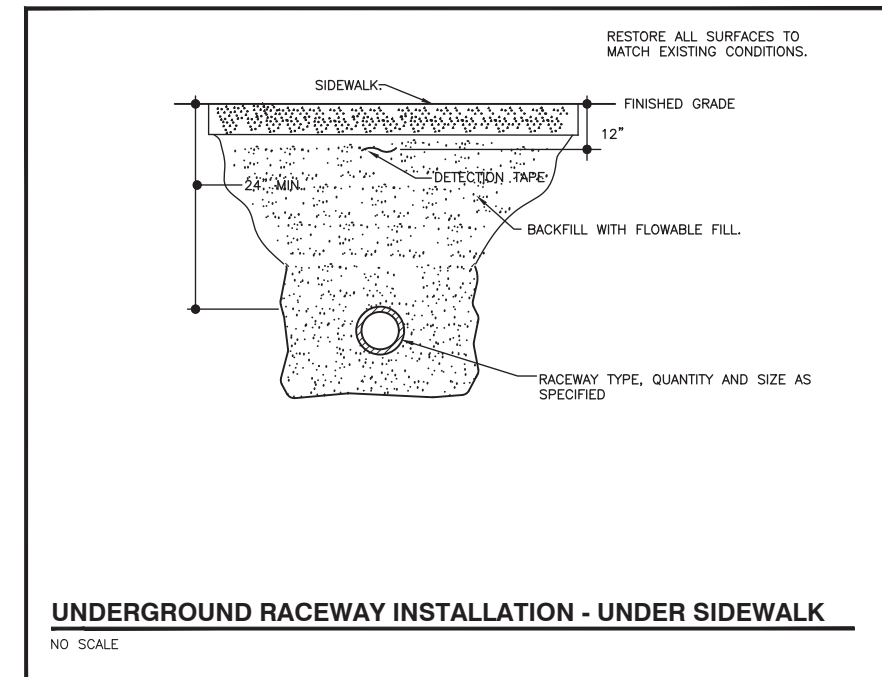 RESTORE ALL SURFACES TO
MATCH EXISTING CONDITIONS.
SIDEWALK.
FINISHED GRADE
12"
DETECTION TAPE
24" MIN.
BACKFILL WITH FLOWABLE FILL.
RACEWAY TYPE, QUANTITY AND SIZE AS
SPECIFIED
UNDERGROUND RACEWAY INSTALLATION - UNDER SIDEWALK
NO SCALE